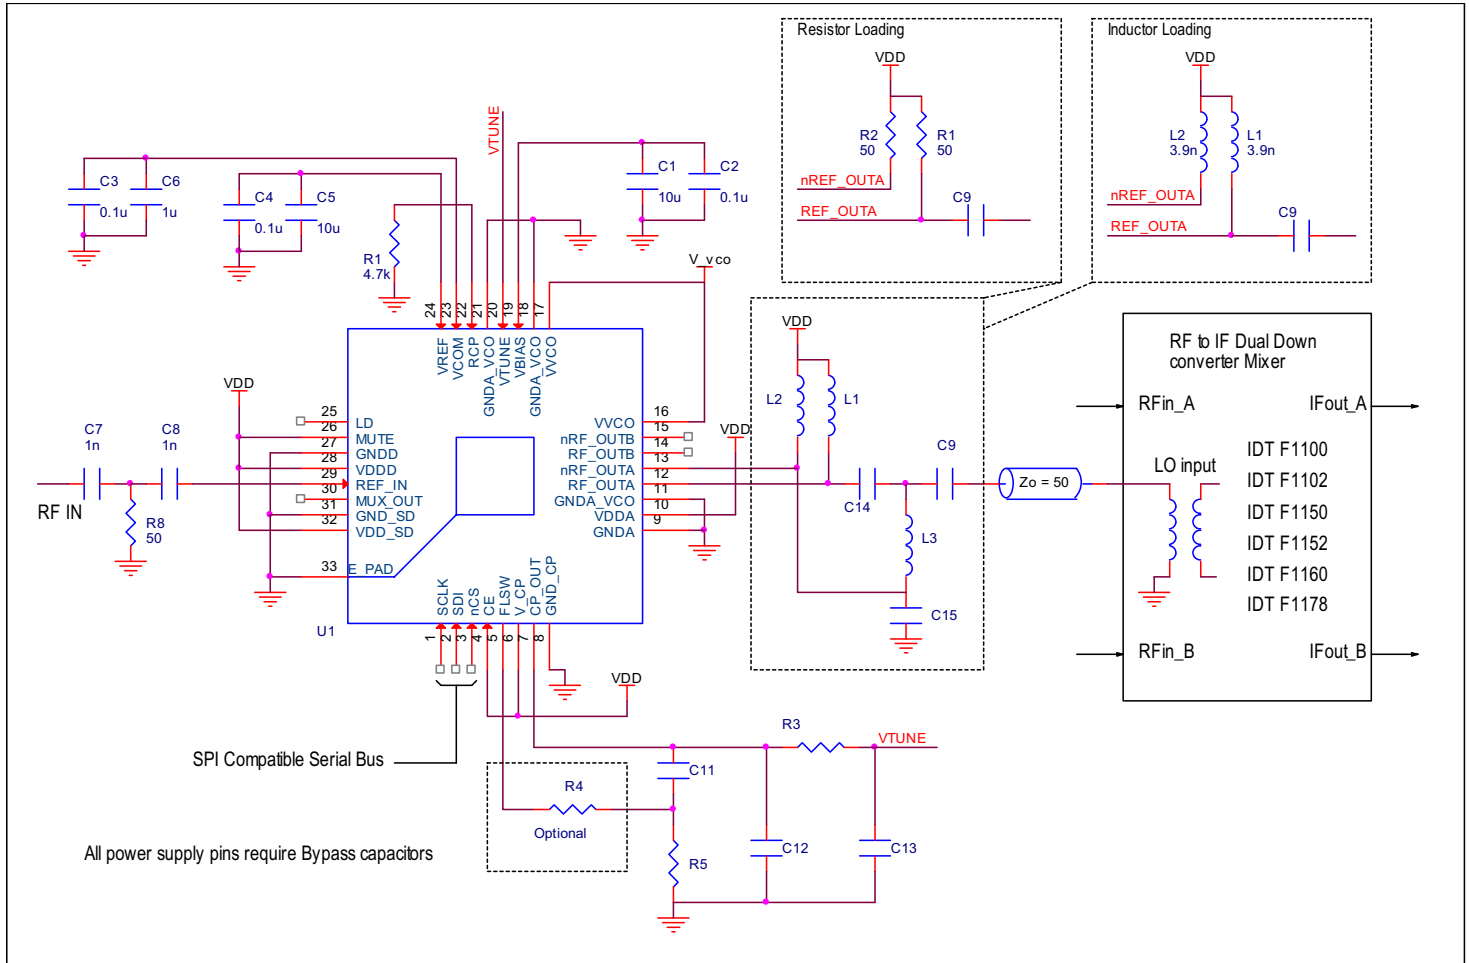 Resistor Loading
VDD
R2
50
R1
50
nREF_OUTA
REF_OUTA
C9
Inductor Loading
VDD
L2
3.9n
L1
3.9n
nREF_OUTA
REF_OUTA
C9
C3
0.1u
C6
1u
C4
0.1u
C5
10u
R1
4.7k
VTUNE
C1
10u
C2
0.1u
V_vco
24
23
22
21
20
19
18
17
VREF
VCOM
RCP
GNDA_VCO
VTUNE
VBIAS
GNDA_VCO
VVCO
VDD
C7
1n
C8
1n
RF IN
R8
50
25
26
27
28
29
30
31
32
33
LD
MUTE
GNDD
VDDD
REF_IN
MUX_OUT
GND_SD
VDD_SD
E_PAD
VVCO
nRF_OUTB
RF_OUTB
nRF_OUTA
RF_OUTA
GNDA_VCO
VDDA
GNDA
16
15
14
13
12
11
10
9
VDD
U1
SCLK
SDI
nCS
CE
FLSW
V_CP
CP_OUT
GND_CP
1
2
3
4
5
6
7
8
VDD
L2
L1
C14
C9
L3
C15
Zo = 50
RF to IF Dual Down
converter Mixer
RFin_A
IFout_A
LO input
IDT F1100
IDT F1102
IDT F1150
IDT F1152
IDT F1160
IDT F1178
RFin_B
IFout_B
VDD
SPI Compatible Serial Bus
R4
Optional
C11
R5
R3
VTUNE
C12
C13
All power supply pins require Bypass capacitors